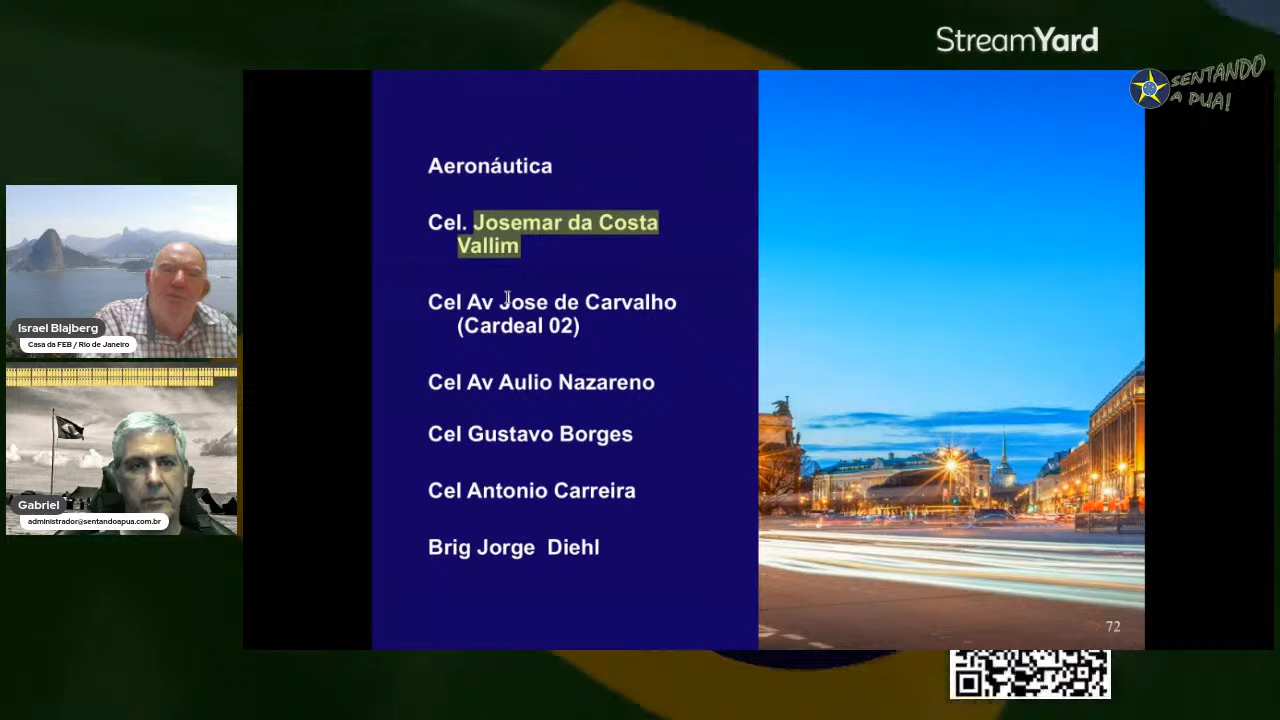 StreamYard
SENTANDO
A PUA!
Aeronáutica
Cel. Josemar da Costa
Vallim
Cel Av Jose de Carvalho
(Cardeal 02)
Cel Av Aulio Nazareno
Cel Gustavo Borges
Cel Antonio Carreira
Brig Jorge Diehl
72
Israel Blajberg
Casa da FEB / Rio de Janeiro
Gabriel
administrador@sentandoapua.com.br